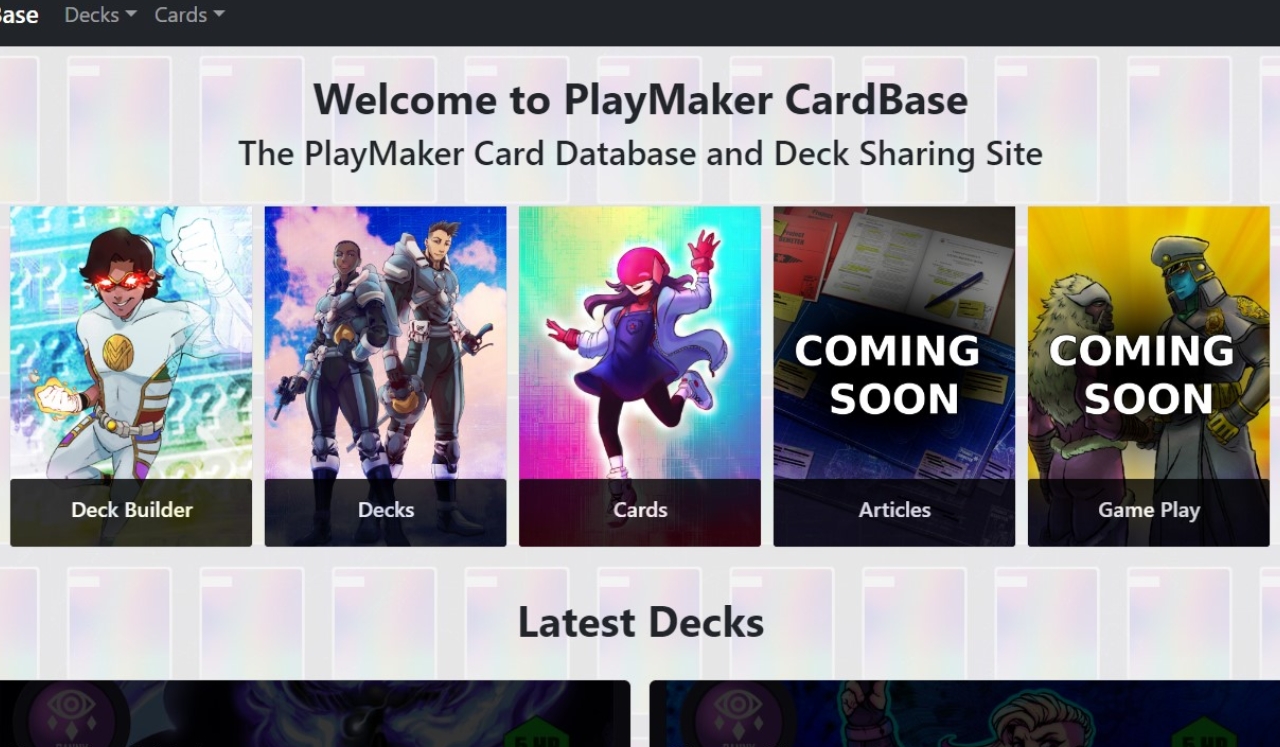 Base Decks Cards
Welcome to PlayMaker CardBase
The PlayMaker Card Database and Deck Sharing Site
COMING
SOON
COMING
SOON
Deck Builder
Decks
Cards
Articles
Game Play
Latest Decks